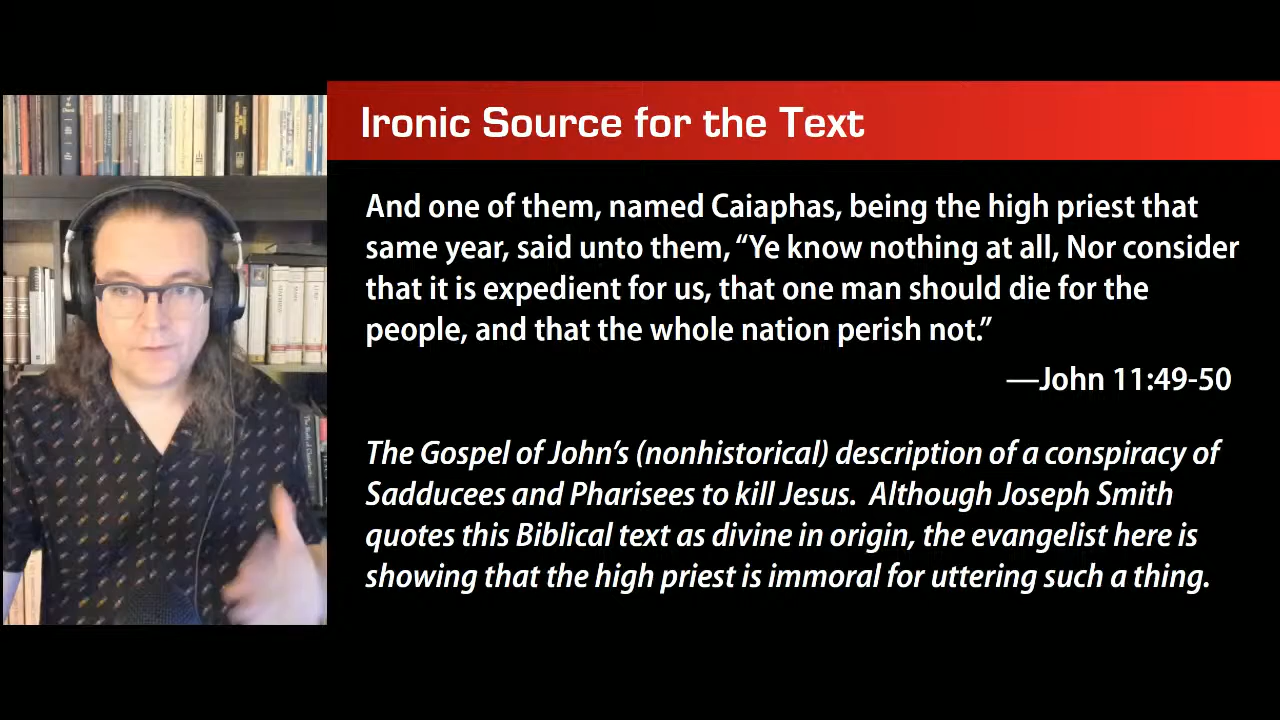 Ironic Source for the Text
And one of them, named Caiaphas, being the high priest that
same year, said unto them, “Ye know nothing at all, Nor consider
that it is expedient for us, that one man should die for the
people, and that the whole nation perish not.”
—John 11:49-50
The Gospel of John’s (nonhistorical) description of a conspiracy of
Sadducees and Pharisees to kill Jesus.  Although Joseph Smith
quotes this Biblical text as divine in origin, the evangelist here is
showing that the high priest is immoral for uttering such a thing.